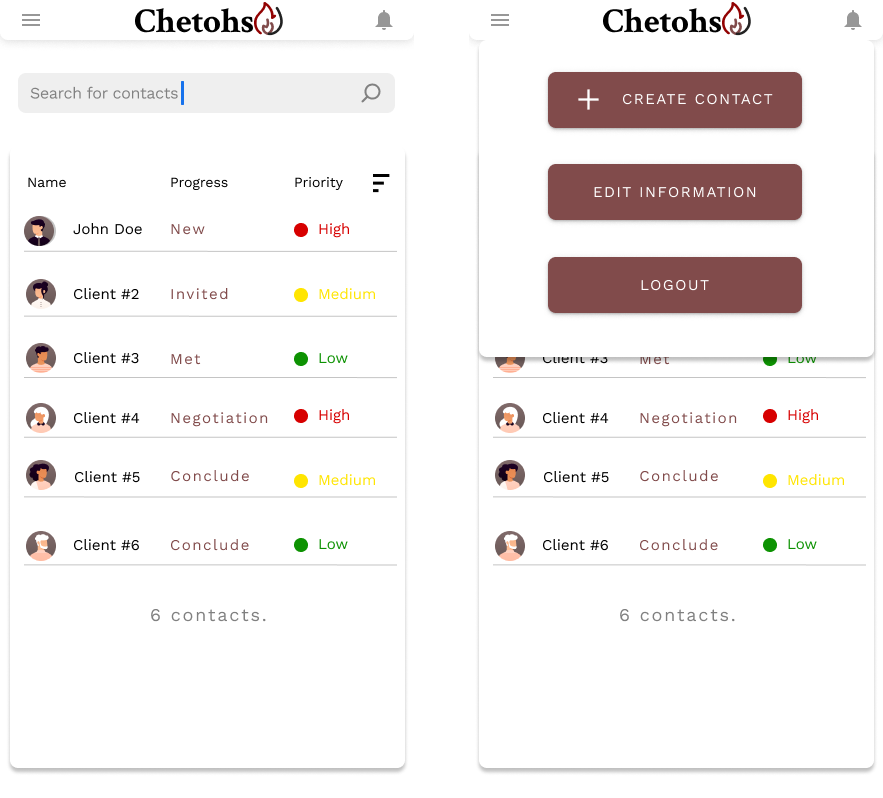 Chetohs
Search for contacts
Name Progress Priority
John Doe New High
Client #2 Invited Medium
Client #3 Met Low
Client #4 Negotiation High
Client #5 Conclude Medium
Client #6 Conclude Low
6 contacts.
Chetohs
CREATE CONTACT
EDIT INFORMATION
LOGOUT
Client #3 Met Low
Client #4 Negotiation High
Client #5 Conclude Medium
Client #6 Conclude Low
6 contacts.